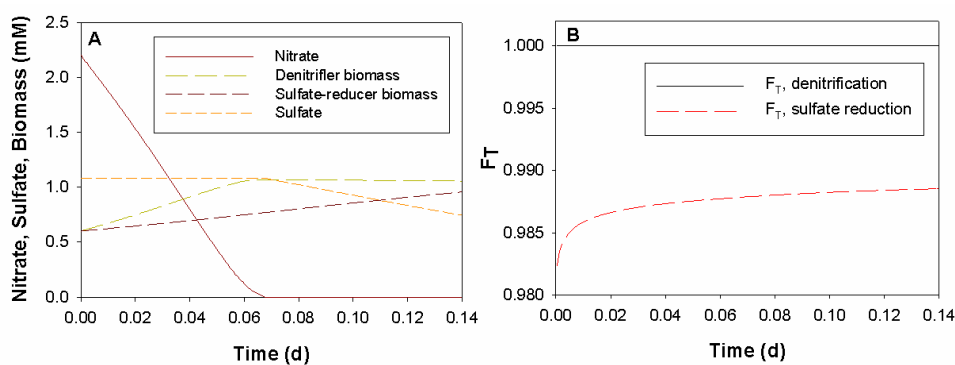 A
Nitrate
Denitrifler biomass
Sulfate-reducer biomass
Sulfate
Nitrate, Sulfate, Biomass (mM)
2.5
2.0
1.5
1.0
0.5
0.0
0.00 0.02 0.04 0.06 0.08 0.10 0.12 0.14
Time (d)
B
FT, denitrification
FT, sulfate reduction
FT
1.000
0.995
0.990
0.985
0.980
0.00 0.02 0.04 0.06 0.08 0.10 0.12 0.14
Time (d)